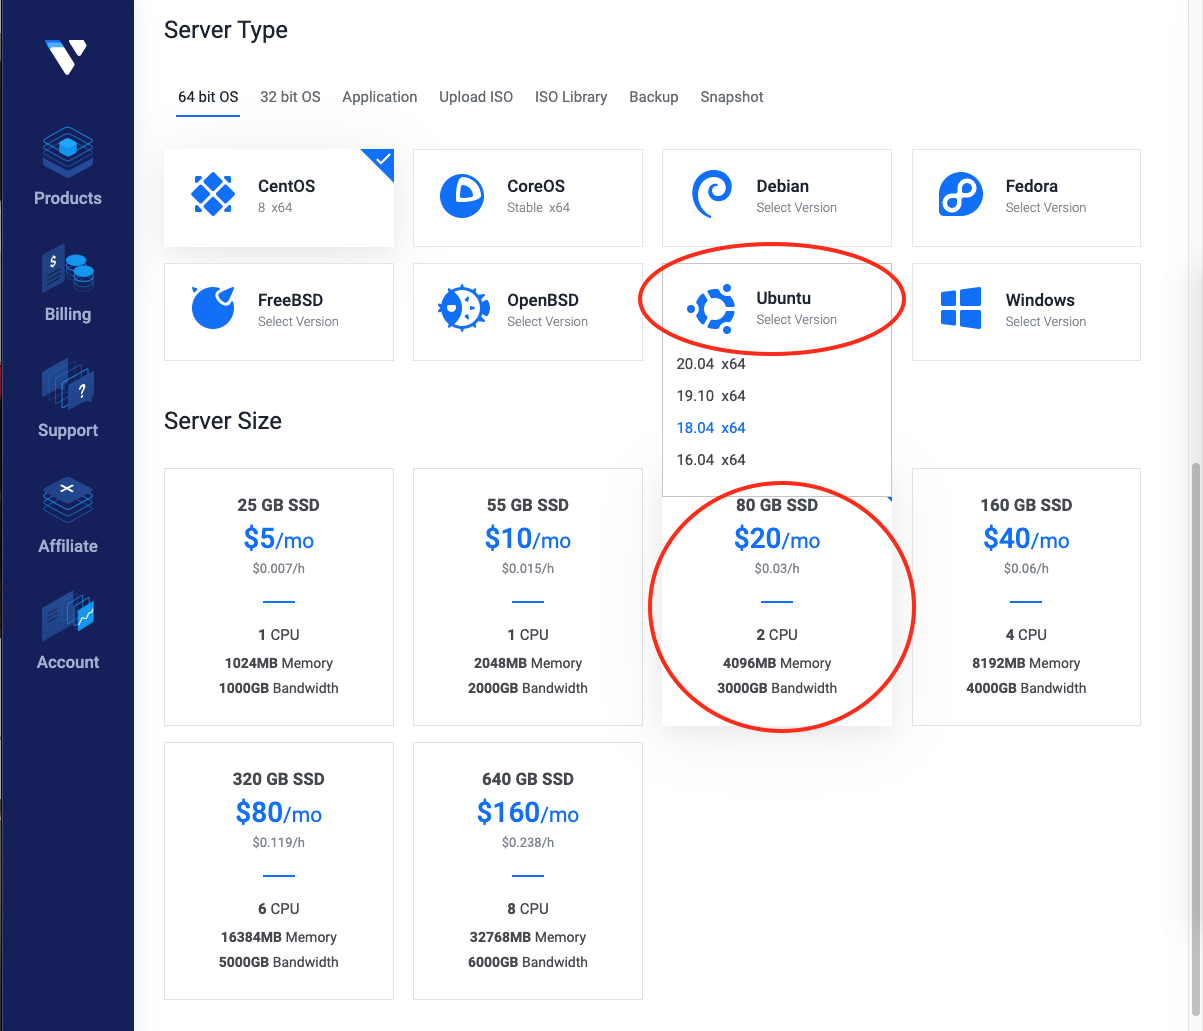 Server Type
64 bit OS 32 bit OS Application Upload ISO ISO Library Backup Snapshot
CentOS
8 x64
CoreOS
Stable x64
Debian
Select Version
Fedora
Select Version
FreeBSD
Select Version
OpenBSD
Select Version
Ubuntu
Select Version
20.04 x64
19.10 x64
18.04 x64
16.04 x64
Windows
Select Version
Products
$
Billing
?
Support
Affiliate
Account
Server Size
25 GB SSD
$5/mo
$0.007/h
1 CPU
1024MB Memory
1000GB Bandwidth
55 GB SSD
$10/mo
$0.015/h
1 CPU
2048MB Memory
2000GB Bandwidth
80 GB SSD
$20/mo
$0.03/h
2 CPU
4096MB Memory
3000GB Bandwidth
160 GB SSD
$40/mo
$0.06/h
4 CPU
8192MB Memory
4000GB Bandwidth
320 GB SSD
$80/mo
$0.119/h
6 CPU
16384MB Memory
5000GB Bandwidth
640 GB SSD
$160/mo
$0.238/h
8 CPU
32768MB Memory
6000GB Bandwidth